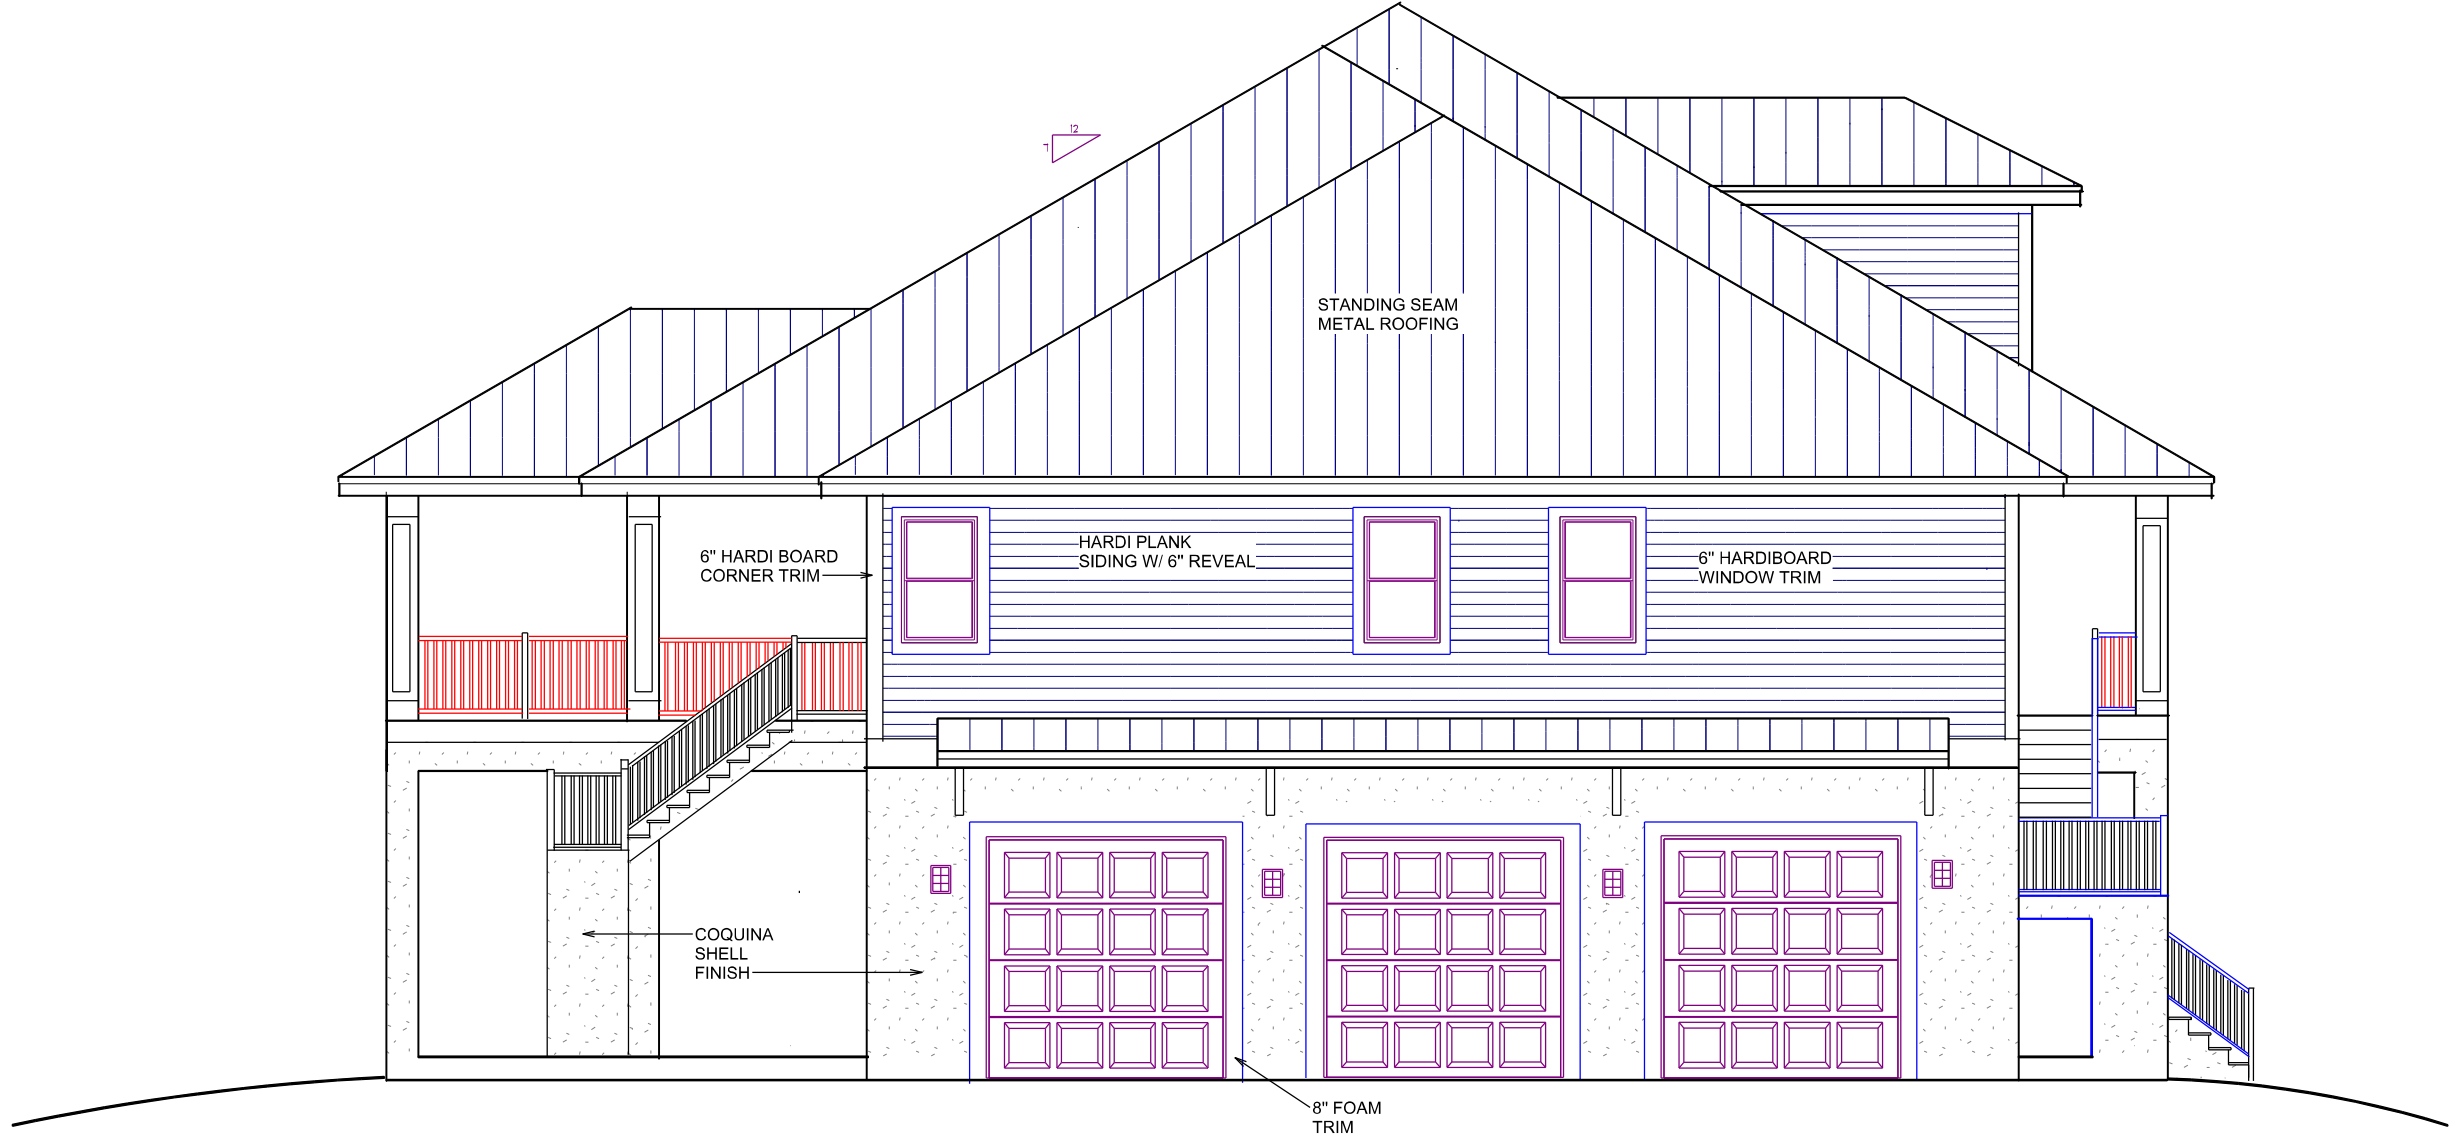 12
7
STANDING SEAM
METAL ROOFING
6" HARDI BOARD
CORNER TRIM
HARDI PLANK
SIDING W/ 6" REVEAL
6" HARDIBOARD
WINDOW TRIM
COQUINA
SHELL
FINISH
8" FOAM
TRIM